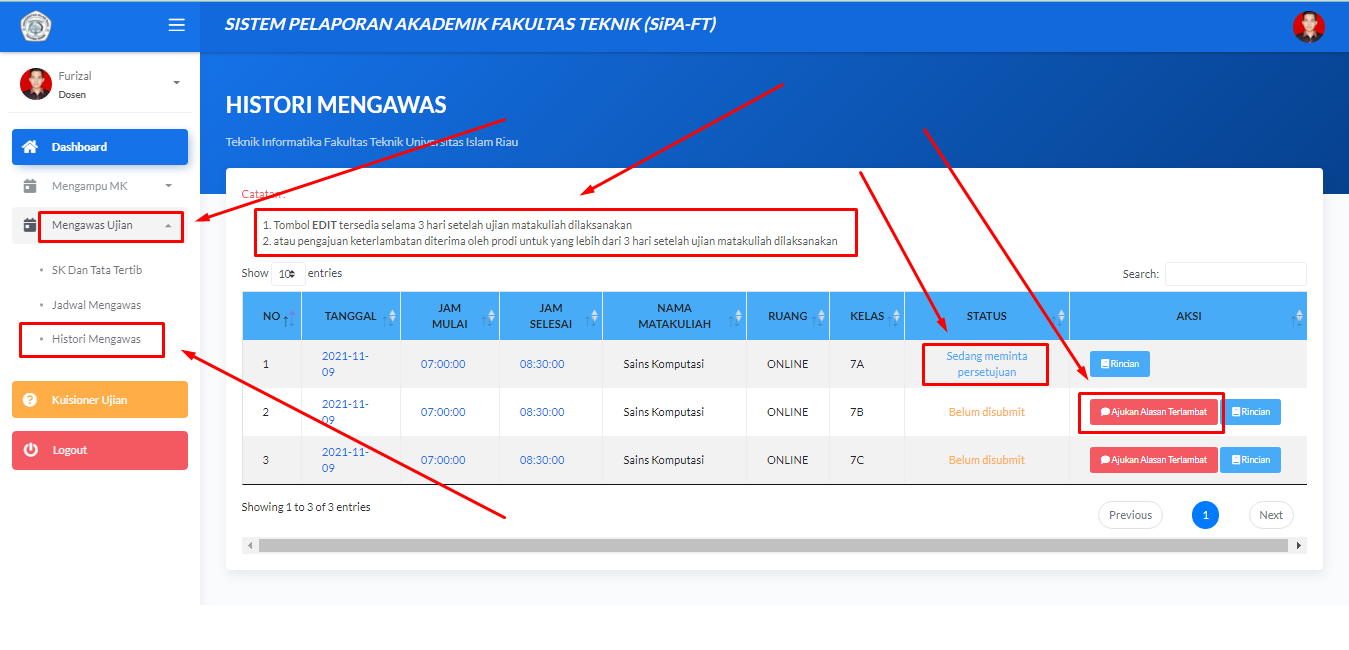 SISTEM PELAPORAN AKADEMIK FAKULTAS TEKNIK (SiPA-FT)
Furizal
Dosen
Dashboard
Mengampu MK
Mengawas Ujian
SK Dan Tata Tertib
Jadwal Mengawas
Histori Mengawas
Kuisioner Ujian
Logout
HISTORI MENGAWAS
Teknik Informatika Fakultas Teknik Universitas Islam Riau
Catatan:
1. Tombol EDIT tersedia selama 3 hari setelah ujian matakuliah dilaksanakan
2. atau pengajuan keterlambatan diterima oleh prodi untuk yang lebih dari 3 hari setelah ujian matakuliah dilaksanakan
Show 10 entries
Search:
NO TANGGAL JAM MULAI JAM SELESAI NAMA MATAKULIAH RUANG KELAS STATUS AKSI
1 2021-11-09 07:00:00 08:30:00 Sains Komputasi ONLINE 7A Sedang meminta persetujuan Rincian
2 2021-11-09 07:00:00 08:30:00 Sains Komputasi ONLINE 7B Belum disubmit Ajukan Alasan Terlambat Rincian
3 2021-11-09 07:00:00 08:30:00 Sains Komputasi ONLINE 7C Belum disubmit Ajukan Alasan Terlambat Rincian
Showing 1 to 3 of 3 entries
Previous 1 Next